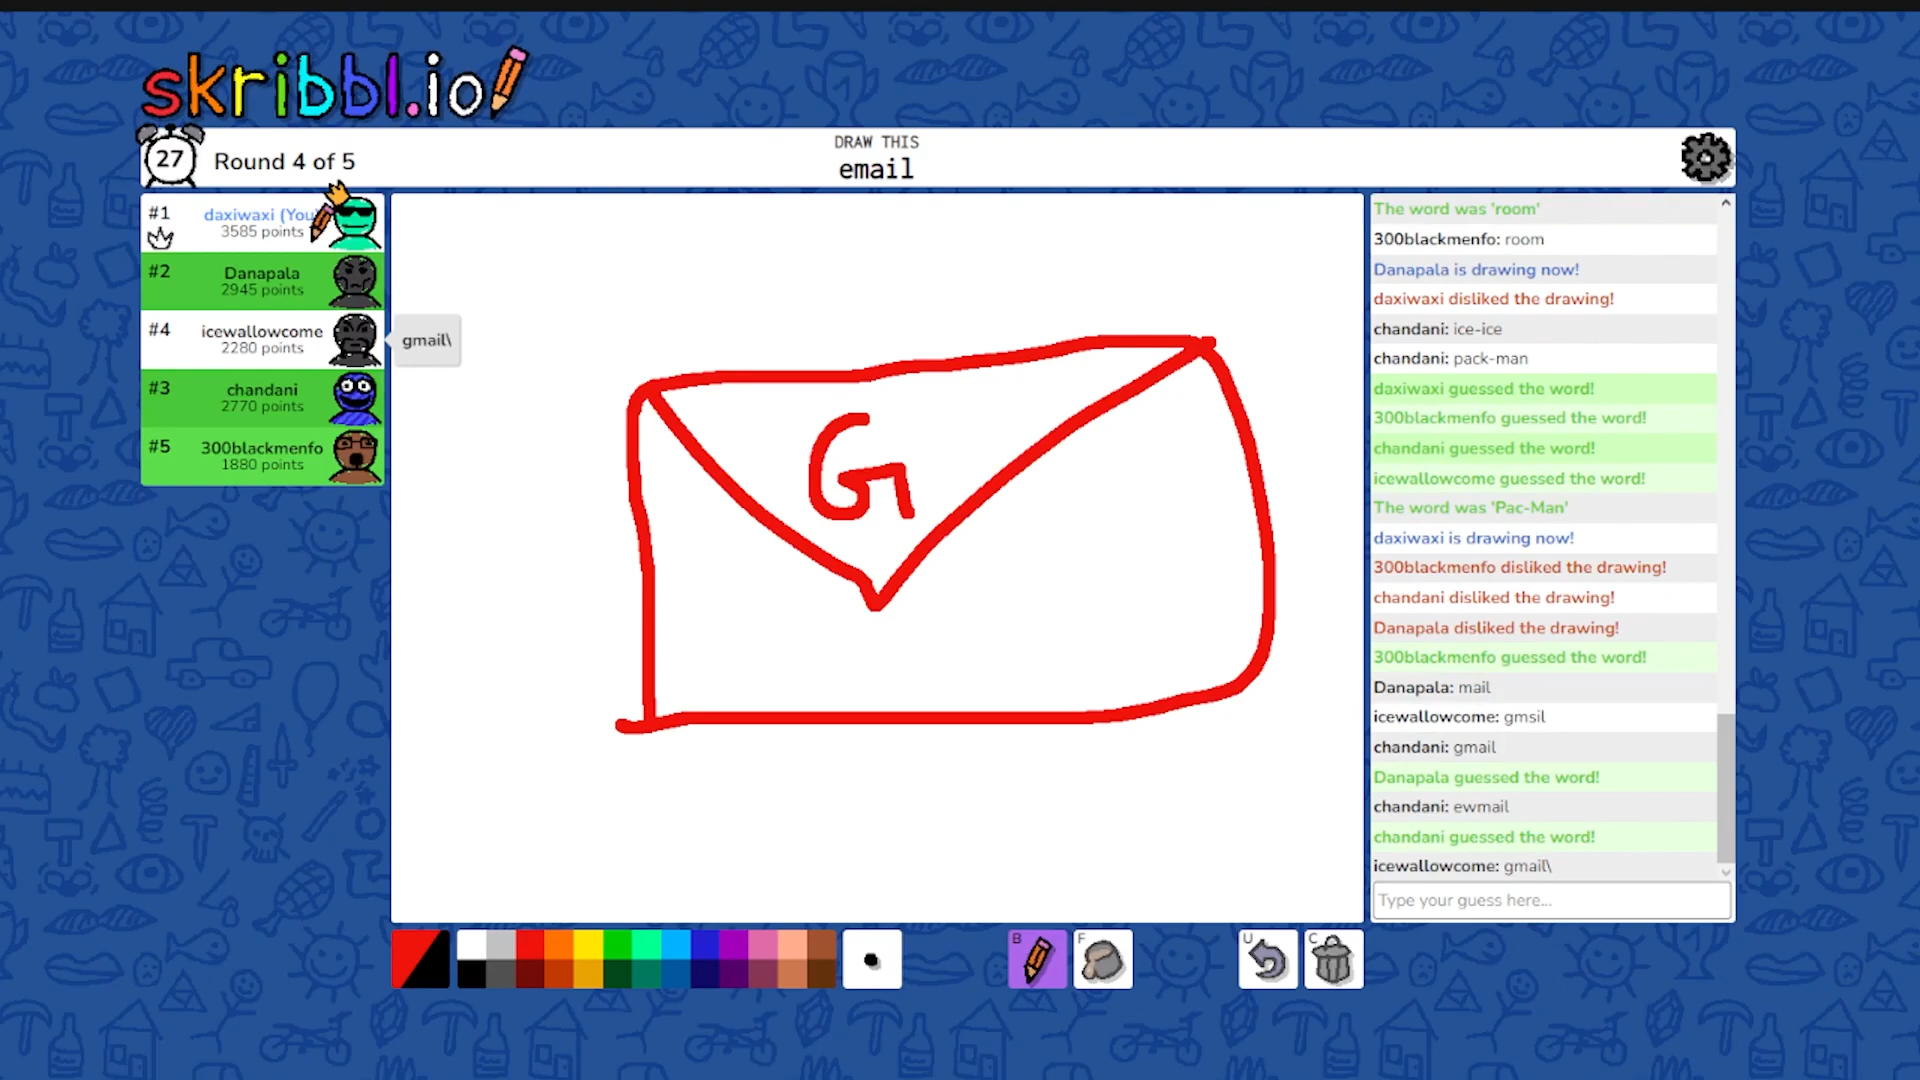 skribbl.io
27
Round 4 of 5
DRAW THIS
email
#1
daxiwaxi (You)
3585 points
#2
Danapala
2945 points
#4
icewallowcome
2280 points
gmail\
#3
chandani
2770 points
#5
300blackmenfo
1880 points
G
The word was 'room'
300blackmenfo: room
Danapala is drawing now!
daxiwaxi disliked the drawing!
chandani: ice-ice
chandani: pack-man
daxiwaxi guessed the word!
300blackmenfo guessed the word!
chandani guessed the word!
icewallowcome guessed the word!
The word was 'Pac-Man'
daxiwaxi is drawing now!
300blackmenfo disliked the drawing!
chandani disliked the drawing!
Danapala disliked the drawing!
300blackmenfo guessed the word!
Danapala: mail
icewallowcome: gmsil
chandani: gmail
Danapala guessed the word!
chandani: ewmail
chandani guessed the word!
icewallowcome: gmail\
Type your guess here...
B
F
U
C